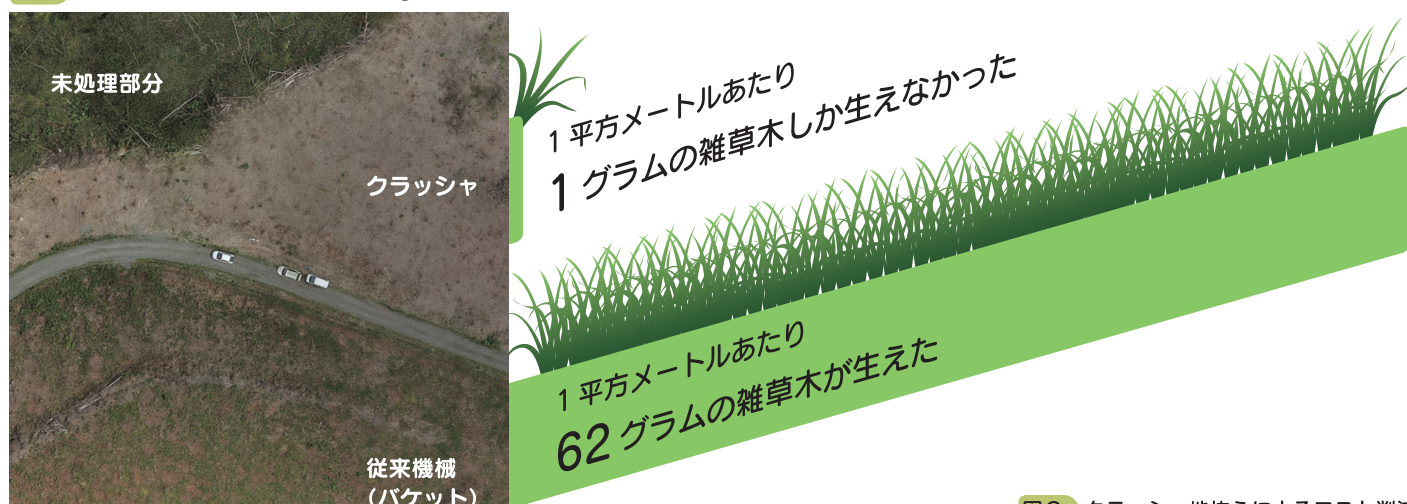 未処理部分
クラッシャ
従来機械
（バケット）
1平方メートルあたり
1グラムの雑草木しか生えなかった
1平方メートルあたり
62グラムの雑草木が生えた